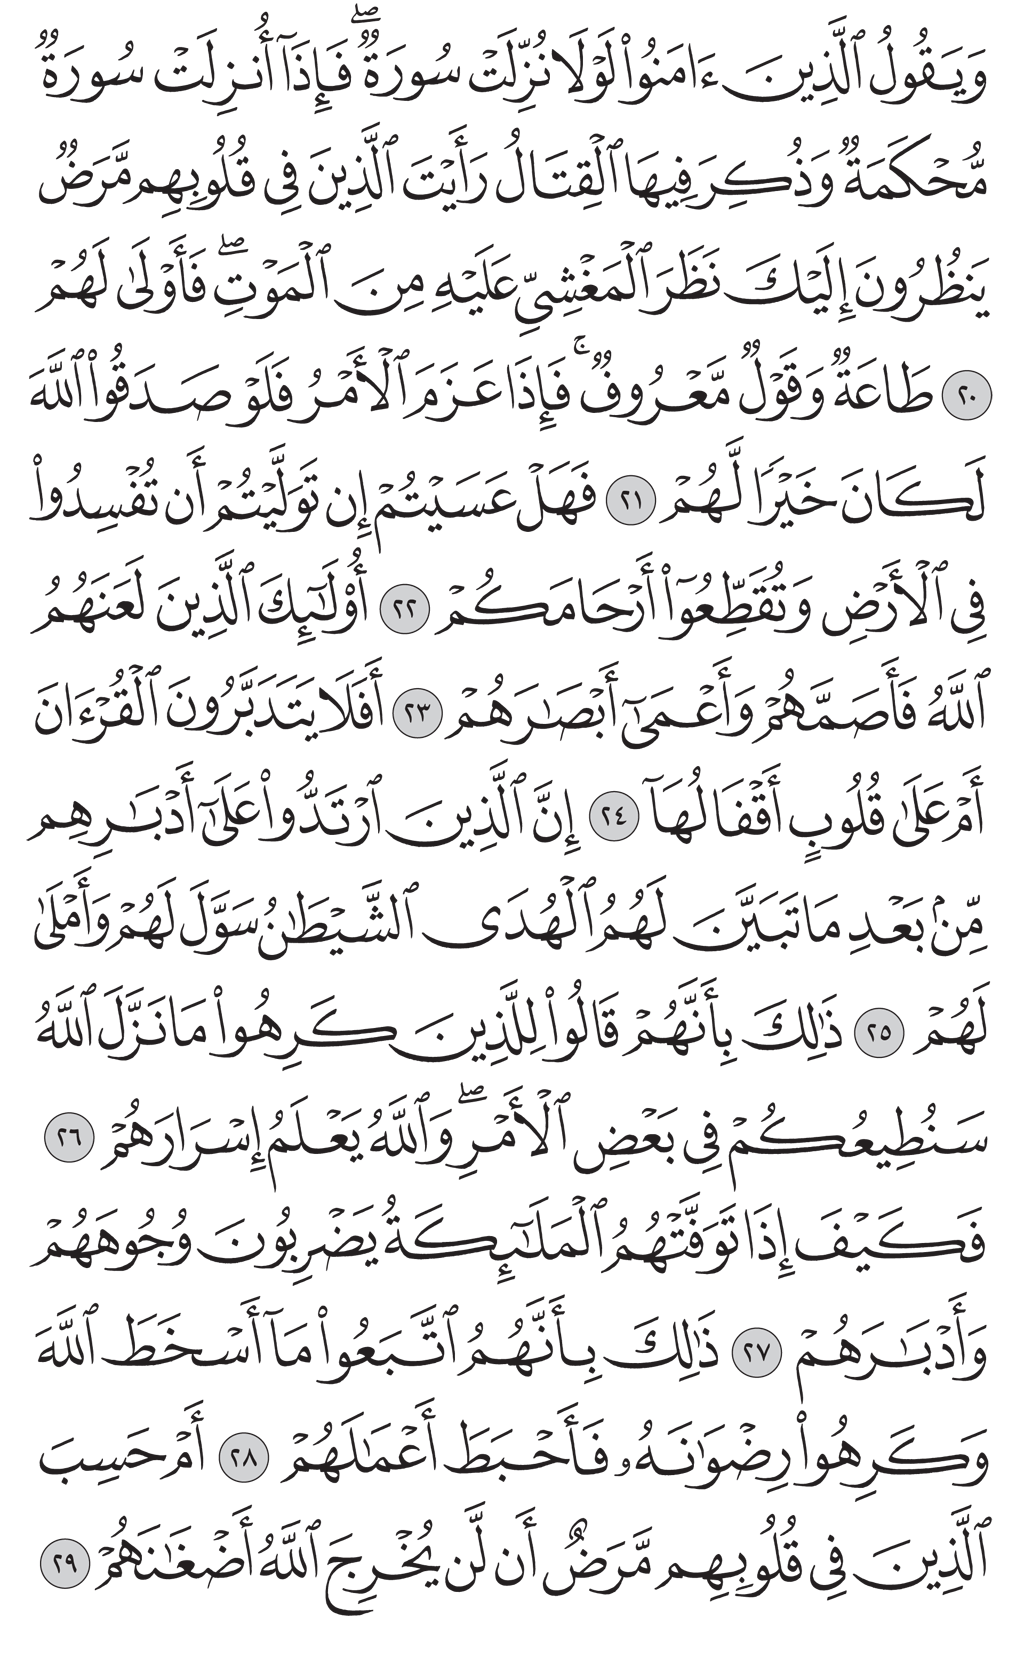 وَيَقُولُ ٱلَّذِينَ ءَامَنُوا۟ لَوْلَا نُزِّلَتْ سُورَةٌ ۖ فَإِذَآ أُنزِلَتْ سُورَةٌ
مُّحْكَمَةٌ وَذُكِرَ فِيهَا ٱلْقِتَالُ رَأَيْتَ ٱلَّذِينَ فِى قُلُوبِهِم مَّرَضٌ
يَنظُرُونَ إِلَيْكَ نَظَرَ ٱلْمَغْشِىِّ عَلَيْهِ مِنَ ٱلْمَوْتِ ۖ فَأَوْلَىٰ لَهُمْ
٢٠ طَاعَةٌ وَقَوْلٌ مَّعْرُوفٌ ۚ فَإِذَا عَزَمَ ٱلْأَمْرُ فَلَوْ صَدَقُوا۟ ٱللَّهَ
لَكَانَ خَيْرًا لَّهُمْ ٢١ فَهَلْ عَسَيْتُمْ إِن تَوَلَّيْتُمْ أَن تُفْسِدُوا۟
فِى ٱلْأَرْضِ وَتُقَطِّعُوٓا۟ أَرْحَامَكُمْ ٢٢ أُو۟لَـٰٓئِكَ ٱلَّذِينَ لَعَنَهُمُ
ٱللَّهُ فَأَصَمَّهُمْ وَأَعْمَىٰٓ أَبْصَـٰرَهُمْ ٢٣ أَفَلَا يَتَدَبَّرُونَ ٱلْقُرْءَانَ
أَمْ عَلَىٰ قُلُوبٍ أَقْفَالُهَآ ٢٤ إِنَّ ٱلَّذِينَ ٱرْتَدُّوا۟ عَلَىٰٓ أَدْبَـٰرِهِم
مِّنۢ بَعْدِ مَا تَبَيَّنَ لَهُمُ ٱلْهُدَى ٱلشَّيْطَـٰنُ سَوَّلَ لَهُمْ وَأَمْلَىٰ
لَهُمْ ٢٥ ذَٰلِكَ بِأَنَّهُمْ قَالُوا۟ لِلَّذِينَ كَرِهُوا۟ مَا نَزَّلَ ٱللَّهُ
سَنُطِيعُكُمْ فِى بَعْضِ ٱلْأَمْرِ ۖ وَٱللَّهُ يَعْلَمُ إِسْرَارَهُمْ ٢٦
فَكَيْفَ إِذَا تَوَفَّتْهُمُ ٱلْمَلَـٰٓئِكَةُ يَضْرِبُونَ وُجُوهَهُمْ
وَأَدْبَـٰرَهُمْ ٢٧ ذَٰلِكَ بِأَنَّهُمُ ٱتَّبَعُوا۟ مَآ أَسْخَطَ ٱللَّهَ
وَكَرِهُوا۟ رِضْوَٰنَهُۥ فَأَحْبَطَ أَعْمَـٰلَهُمْ ٢٨ أَمْ حَسِبَ
ٱلَّذِينَ فِى قُلُوبِهِم مَّرَضٌ أَن لَّن يُخْرِجَ ٱللَّهُ أَضْغَـٰنَهُمْ ٢٩